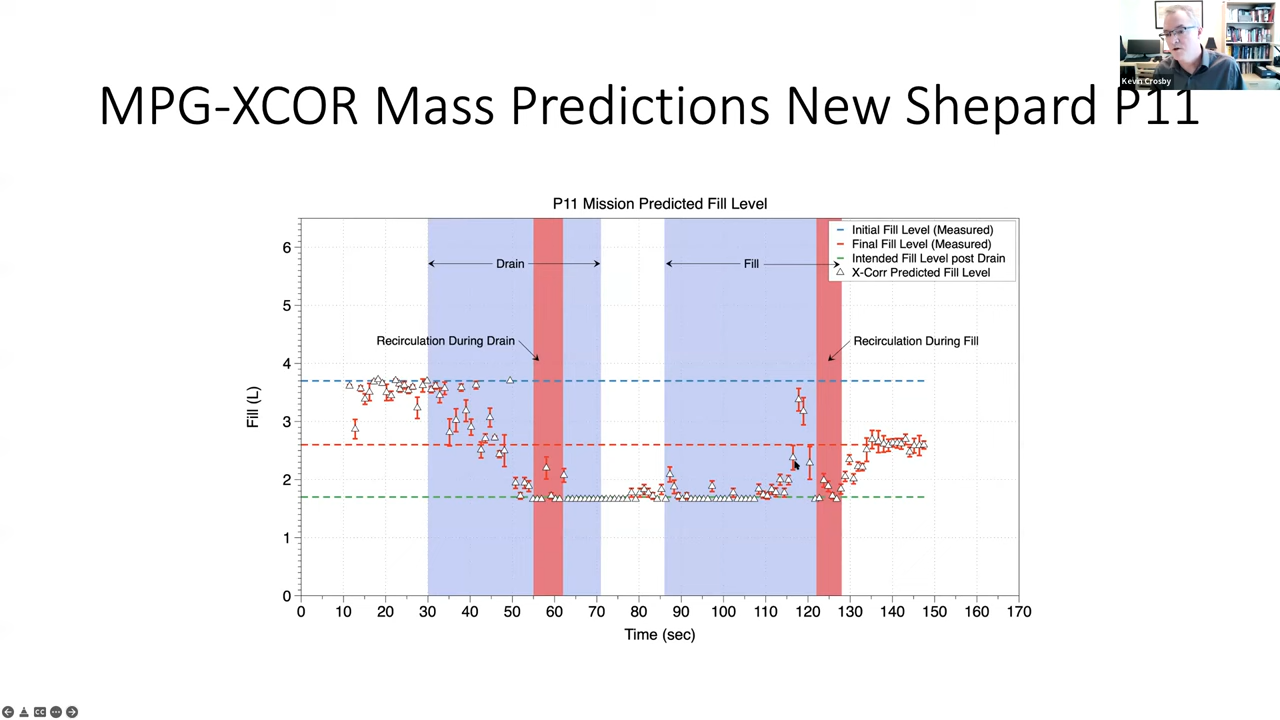 Kevin Crosby
MPG-XCOR Mass Predictions New Shepard P11
P11 Mission Predicted Fill Level
Initial Fill Level (Measured)
Final Fill Level (Measured)
Intended Fill Level post Drain
X-Corr Predicted Fill Level
Drain
Fill
Recirculation During Drain
Recirculation During Fill
Fill (L)
6
5
4
3
2
1
0
0 10 20 30 40 50 60 70 80 90 100 110 120 130 140 150 160 170
Time (sec)
CC